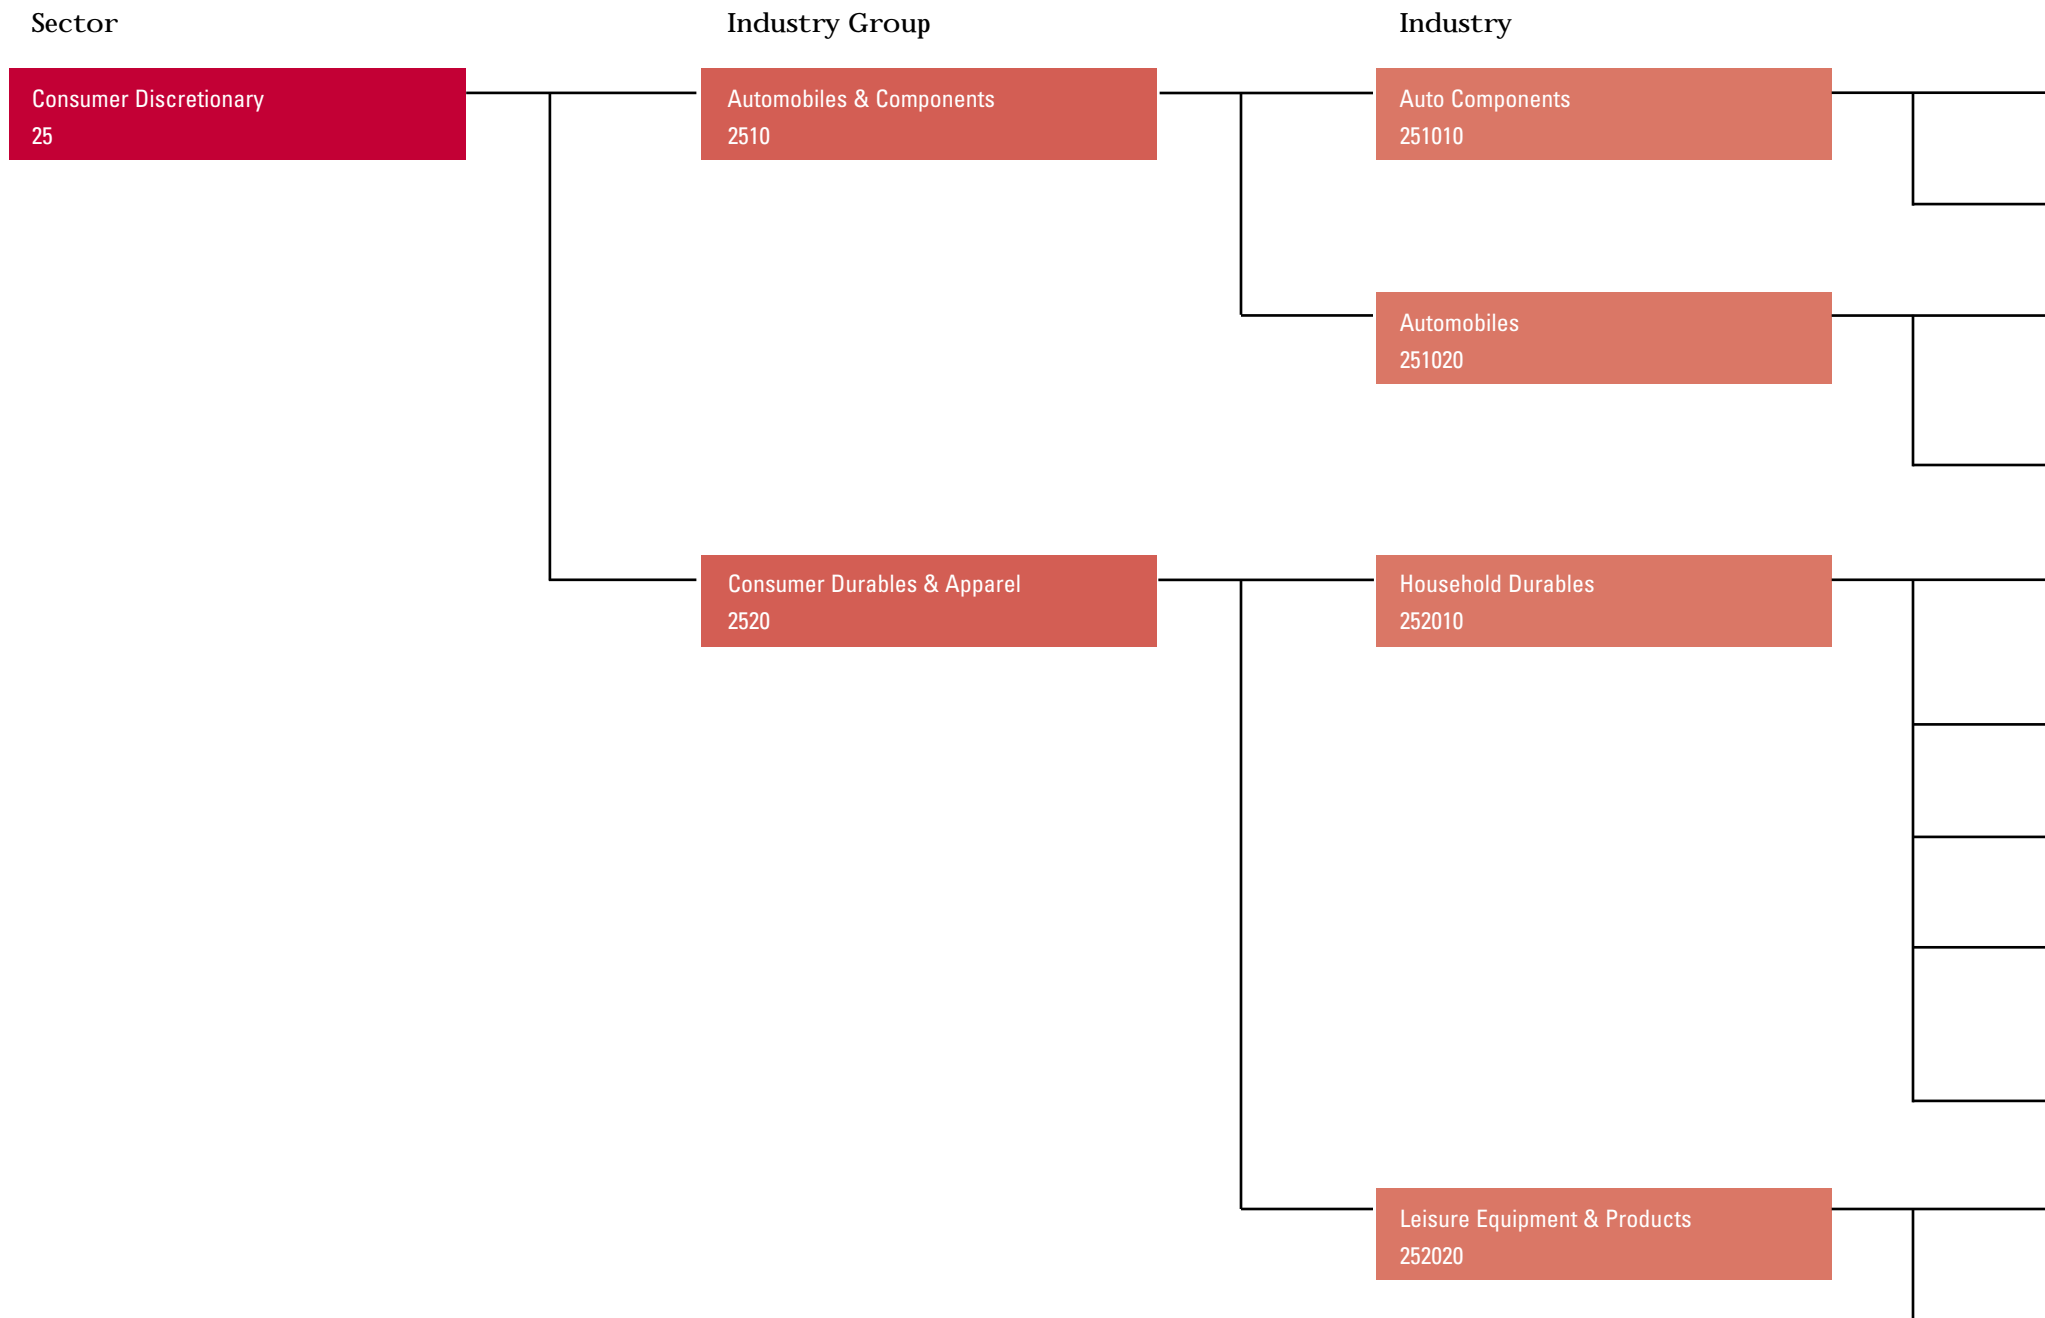 Sector
Industry Group
Industry
Consumer Discretionary
25
Automobiles & Components
2510
Auto Components
251010
Automobiles
251020
Consumer Durables & Apparel
2520
Household Durables
252010
Leisure Equipment & Products
252020